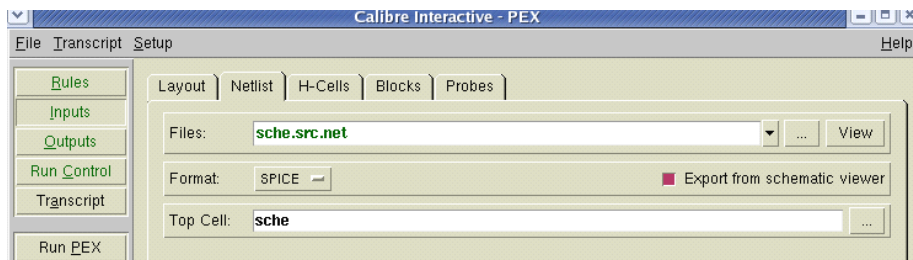 Calibre Interactive - PEX
File Transcript Setup Help
Rules
Inputs
Outputs
Run Control
Transcript
Run PEX
Layout Netlist H-Cells Blocks Probes
Files: sche.src.net ... View
Format: SPICE Export from schematic viewer
Top Cell: sche ...